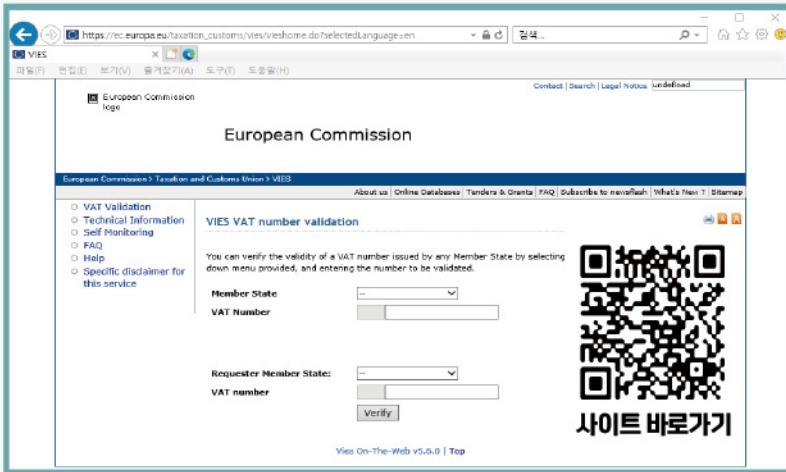 https://ec.europa.eu/taxation_customs/vies/vieshome.do?selectedLanguage=en
검색...
VIES
파일(F) 편집(E) 보기(V) 즐겨찾기(A) 도구(T) 도움말(H)
Contact | Search | Legal Notice undefined
European Commission
logo
European Commission
European Commission > Taxation and Customs Union > VIES
About us | Online Databases | Tenders & Grants | FAQ | Subscribe to newsflash | What's New ? | Sitemap
VAT Validation
Technical Information
Self Monitoring
FAQ
Help
Specific disclaimer for
this service
VIES VAT number validation
A A
You can verify the validity of a VAT number issued by any Member State by selecting
down menu provided, and entering the number to be validated.
Member State --
VAT Number
Requester Member State: --
VAT number
Verify
사이트 바로가기
Vies On-The-Web v5.6.0 | Top